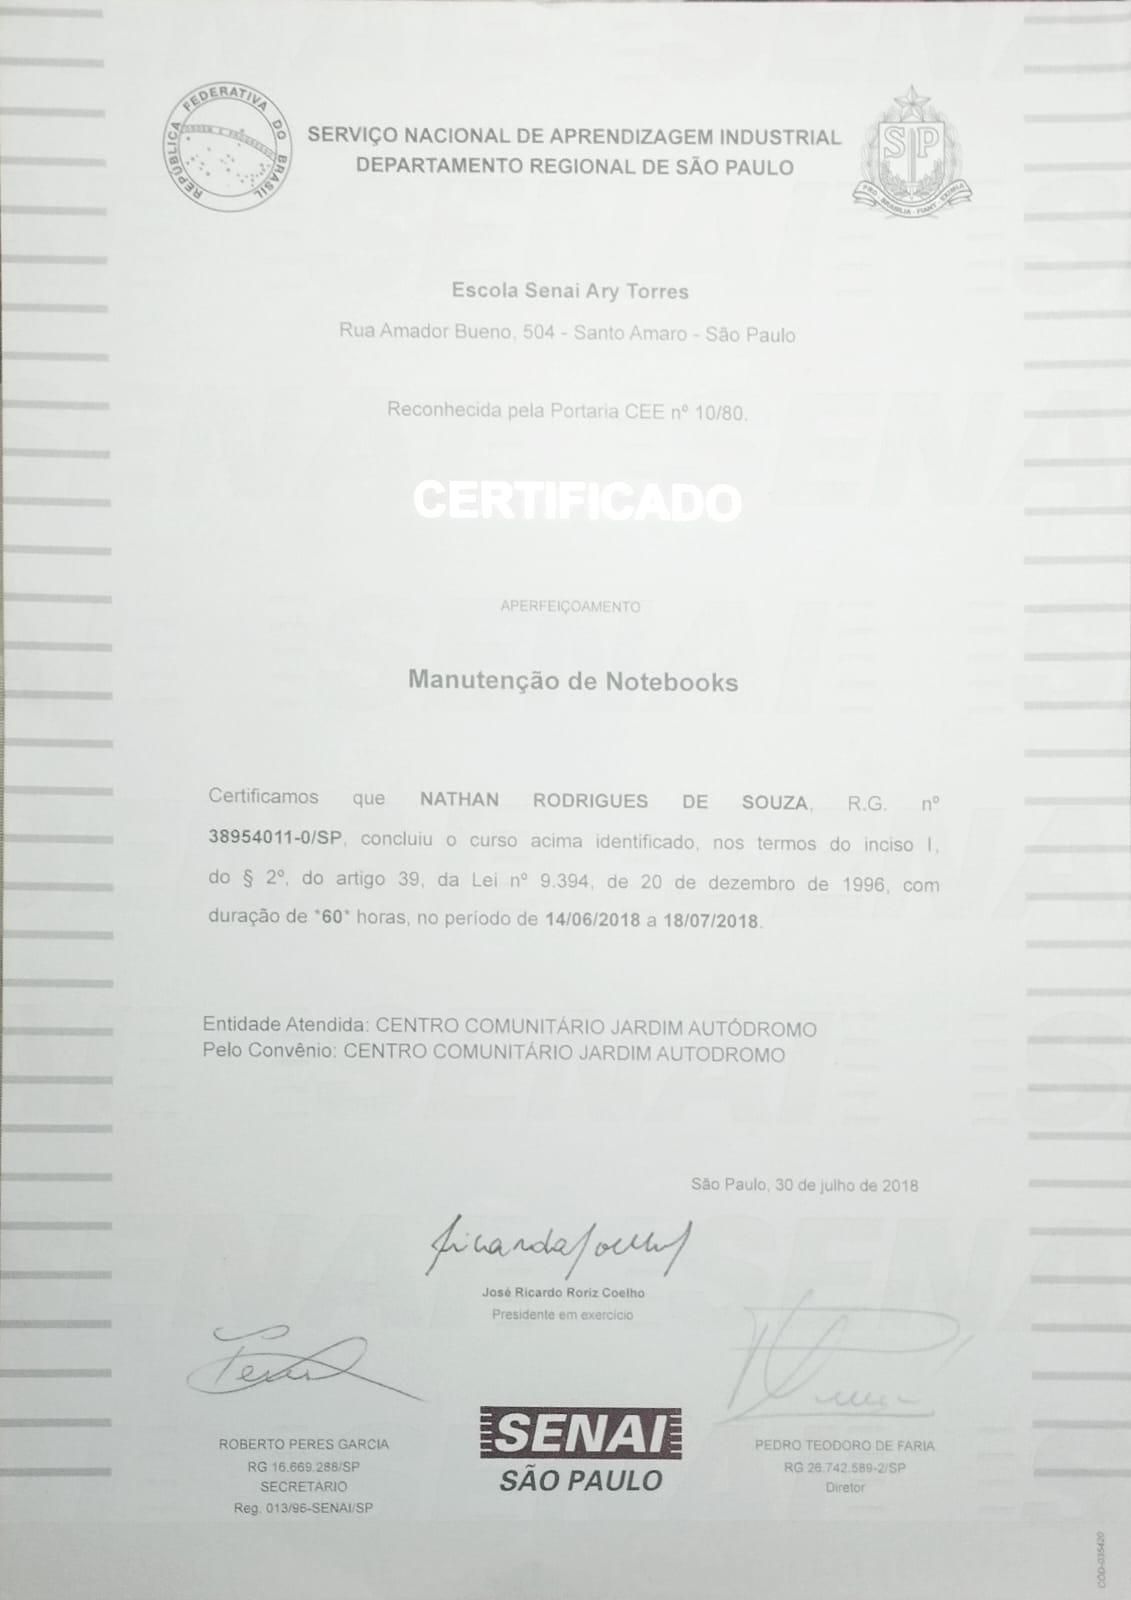 REPÚBLICA FEDERATIVA DO BRASIL
ORDEM E PROGRESSO
SERVIÇO NACIONAL DE APRENDIZAGEM INDUSTRIAL
DEPARTAMENTO REGIONAL DE SÃO PAULO
SP
PRO · BRASILIA · FIANT · EXIMIA
Escola Senai Ary Torres
Rua Amador Bueno, 504 - Santo Amaro - São Paulo
Reconhecida pela Portaria CEE nº 10/80.
CERTIFICADO
APERFEIÇOAMENTO
Manutenção de Notebooks
Certificamos que NATHAN RODRIGUES DE SOUZA, R.G. nº
38954011-0/SP, concluiu o curso acima identificado, nos termos do inciso I,
do § 2º, do artigo 39, da Lei nº 9.394, de 20 de dezembro de 1996, com
duração de *60* horas, no período de 14/06/2018 a 18/07/2018.
Entidade Atendida: CENTRO COMUNITÁRIO JARDIM AUTÓDROMO
Pelo Convênio: CENTRO COMUNITÁRIO JARDIM AUTODROMO
São Paulo, 30 de julho de 2018
José Ricardo Roriz Coelho
Presidente em exercício
ROBERTO PERES GARCIA
RG 16.669.288/SP
SECRETÁRIO
Reg. 013/96-SENAI/SP
SENAI
SÃO PAULO
PEDRO TEODORO DE FARIA
RG 26.742.589-2/SP
Diretor
COD-035420